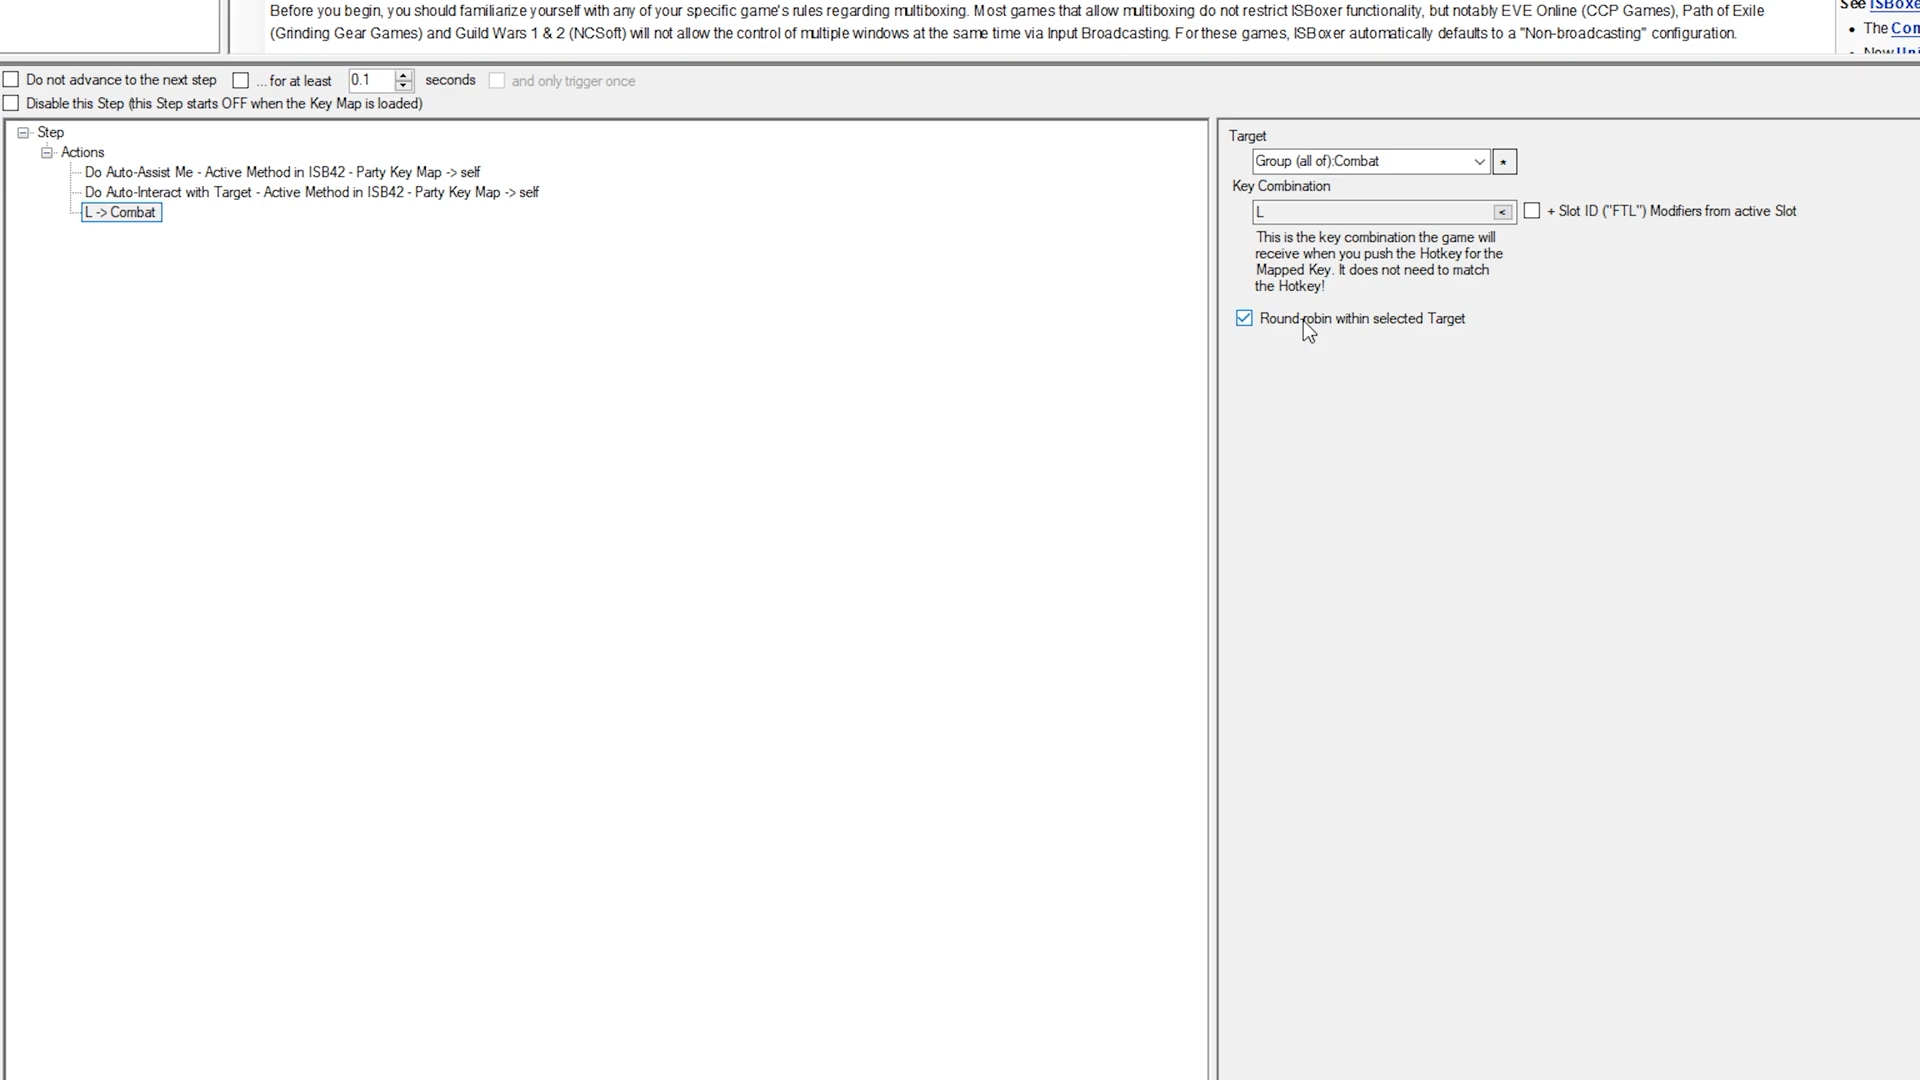 Before you begin, you should familiarize yourself with any of your specific game's rules regarding multiboxing. Most games that allow multiboxing do not restrict ISBoxer functionality, but notably EVE Online (CCP Games), Path of Exile
(Grinding Gear Games) and Guild Wars 1 & 2 (NCSoft) will not allow the control of multiple windows at the same time via Input Broadcasting. For these games, ISBoxer automatically defaults to a "Non-broadcasting" configuration.
See ISBoxe
• The Con
Do not advance to the next step ...for at least 0.1 seconds and only trigger once
Disable this Step (this Step starts OFF when the Key Map is loaded)
Step
Actions
Do Auto-Assist Me - Active Method in ISB42 - Party Key Map -> self
Do Auto-Interact with Target - Active Method in ISB42 - Party Key Map -> self
L -> Combat
Target
Group (all of):Combat *
Key Combination
L < + Slot ID ("FTL") Modifiers from active Slot
This is the key combination the game will
receive when you push the Hotkey for the
Mapped Key. It does not need to match
the Hotkey!
Round-robin within selected Target